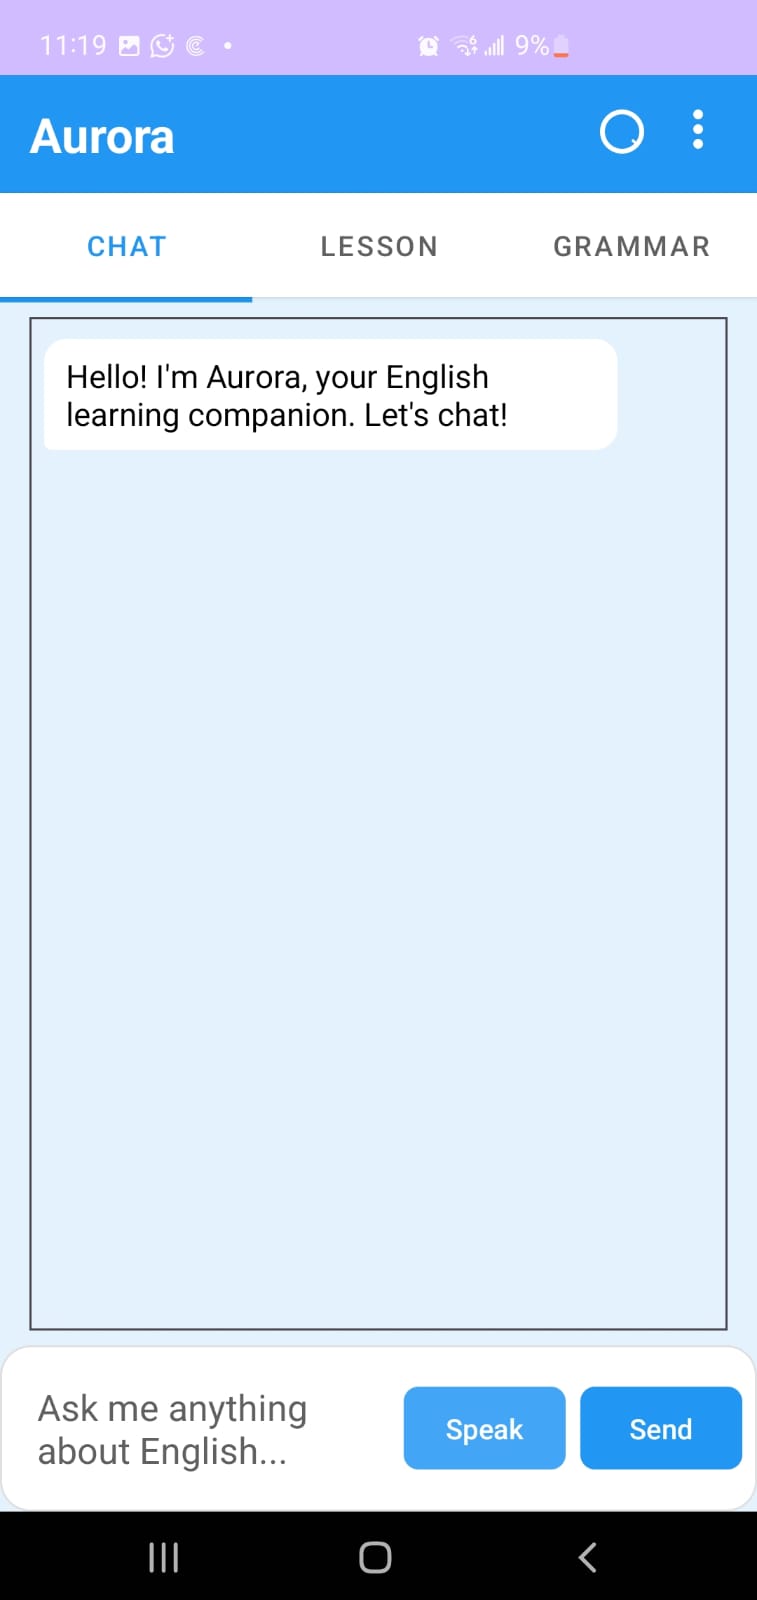 11:19
9%
Aurora
CHAT
LESSON
GRAMMAR
Hello! I'm Aurora, your English
learning companion. Let's chat!
Ask me anything
about English...
Speak
Send